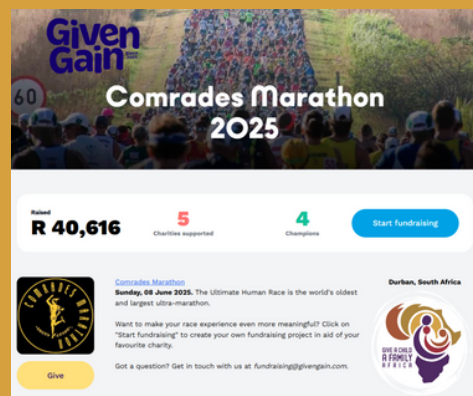 Given
Gain
60
Comrades Marathon
2025
Raised
R 40,616
5
Charities supported
4
Champions
Start fundraising
COMRADES MARATHON
Give
Comrades Marathon
Sunday, 08 June 2025. The Ultimate Human Race is the world's oldest
and largest ultra-marathon.
Want to make your race experience even more meaningful? Click on
"Start fundraising" to create your own fundraising project in aid of your
favourite charity.
Got a question? Get in touch with us at fundraising@givengain.com.
Durban, South Africa
GIVE A CHILD
A FAMILY
AFRICA